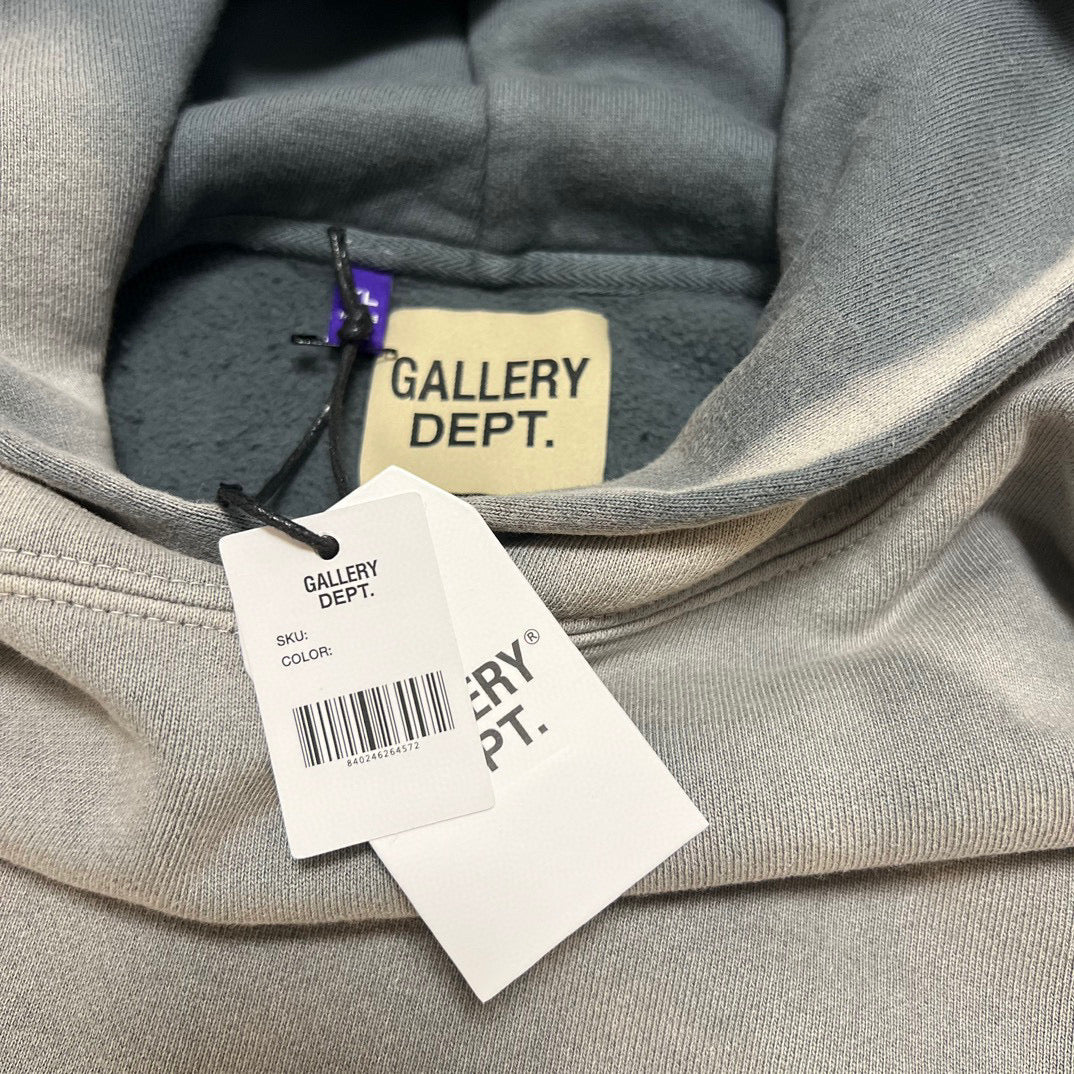 GALLERY
DEPT.
GALLERY
DEPT.
SKU:
COLOR:
840246264572
ERY®
PT.